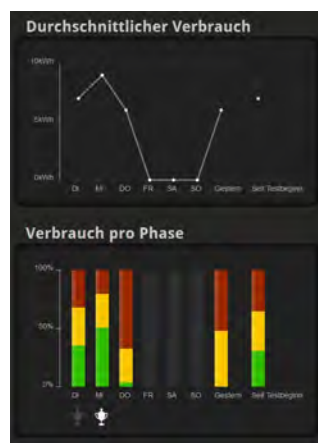 Durchschnittlicher Verbrauch
10kWh
5kWh
0kWh
DI MI DO FR SA SO Gestern Seit Testbeginn
Verbrauch pro Phase
100%
50%
0%
DI MI DO FR SA SO Gestern Seit Testbeginn